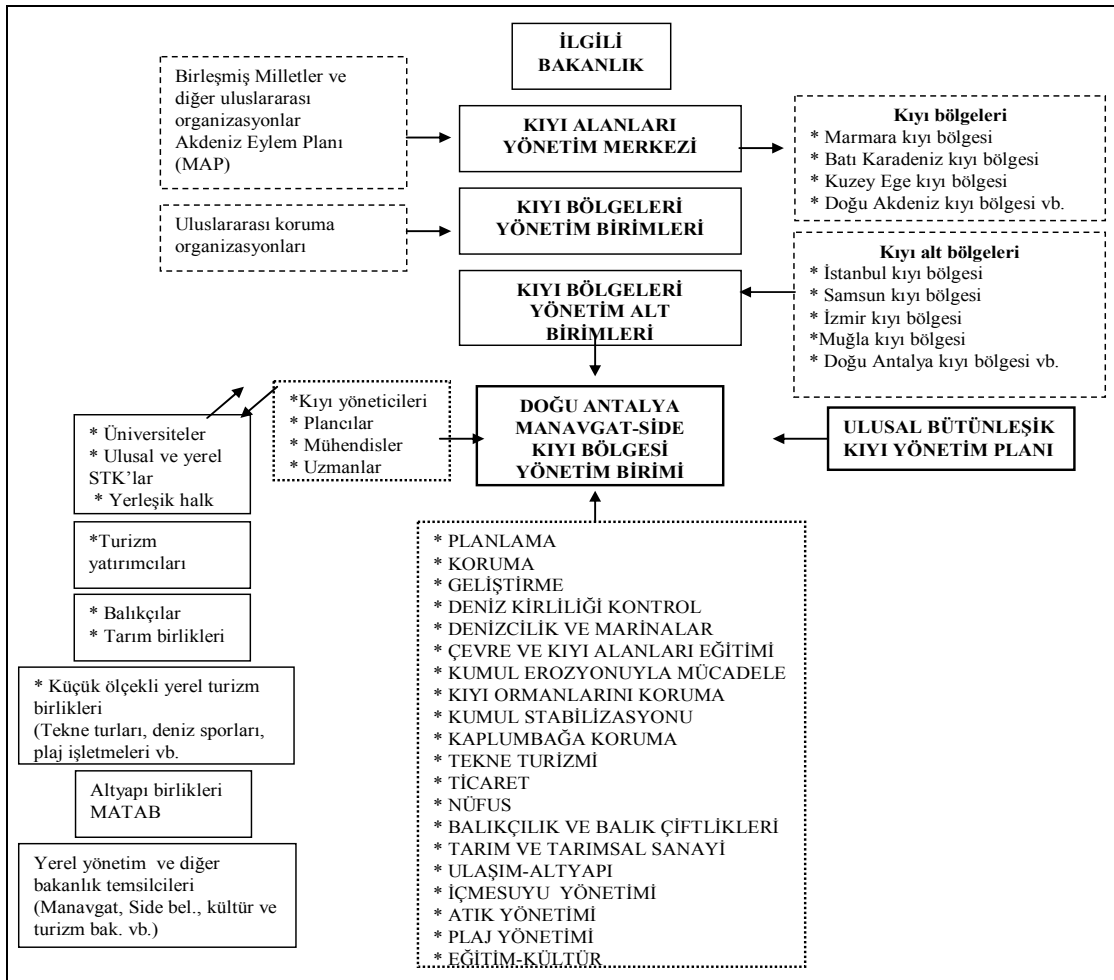 İLGİLİ
BAKANLIK
Birleşmiş Milletler ve
diğer uluslararası
organizasyonlar
Akdeniz Eylem Planı
(MAP)
KIYI ALANLARI
YÖNETİM MERKEZİ
Kıyı bölgeleri
* Marmara kıyı bölgesi
* Batı Karadeniz kıyı bölgesi
* Kuzey Ege kıyı bölgesi
* Doğu Akdeniz kıyı bölgesi vb.
Uluslararası koruma
organizasyonları
KIYI BÖLGELERİ
YÖNETİM BİRİMLERİ
KIYI BÖLGELERİ
YÖNETİM ALT
BİRİMLERİ
Kıyı alt bölgeleri
* İstanbul kıyı bölgesi
* Samsun kıyı bölgesi
* İzmir kıyı bölgesi
*Muğla kıyı bölgesi
* Doğu Antalya kıyı bölgesi vb.
*Kıyı yöneticileri
* Plancılar
* Mühendisler
* Uzmanlar
DOĞU ANTALYA
MANAVGAT-SİDE
KIYI BÖLGESİ
YÖNETİM BİRİMİ
ULUSAL BÜTÜNLEŞİK
KIYI YÖNETİM PLANI
* Üniversiteler
* Ulusal ve yerel
STK’lar
* Yerleşik halk
*Turizm
yatırımcıları
* Balıkçılar
* Tarım birlikleri
* Küçük ölçekli yerel turizm
birlikleri
(Tekne turları, deniz sporları,
plaj işletmeleri vb.
Altyapı birlikleri
MATAB
Yerel yönetim ve diğer
bakanlık temsilcileri
(Manavgat, Side bel., kültür ve
turizm bak. vb.)
* PLANLAMA
* KORUMA
* GELİŞTİRME
* DENİZ KİRLİLİĞİ KONTROL
* DENİZCİLİK VE MARİNALAR
* ÇEVRE VE KIYI ALANLARI EĞİTİMİ
* KUMUL EROZYONUYLA MÜCADELE
* KIYI ORMANLARINI KORUMA
* KUMUL STABİLİZASYONU
* KAPLUMBAĞA KORUMA
* TEKNE TURİZMİ
* TİCARET
* NÜFUS
* BALIKÇILIK VE BALIK ÇİFTLİKLERİ
* TARIM VE TARIMSAL SANAYİ
* ULAŞIM-ALTYAPI
* İÇMESUYU YÖNETİMİ
* ATIK YÖNETİMİ
* PLAJ YÖNETİMİ
* EĞİTİM-KÜLTÜR